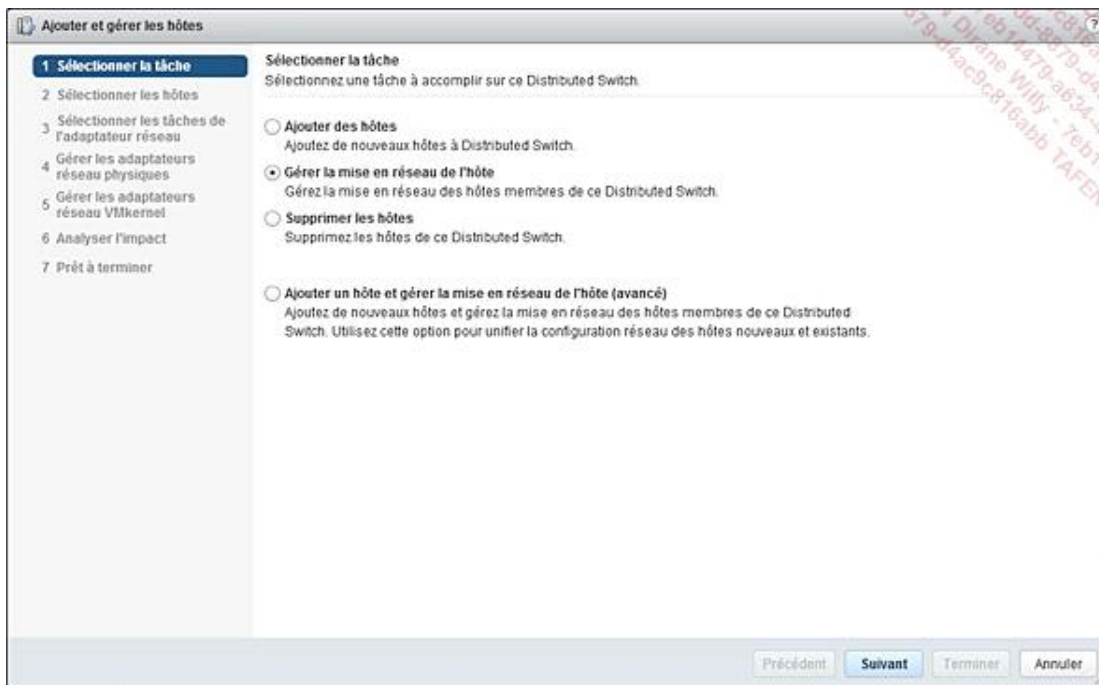 Ajouter et gérer les hôtes
?
1 Sélectionner la tâche
2 Sélectionner les hôtes
3 Sélectionner les tâches de
l'adaptateur réseau
4 Gérer les adaptateurs
réseau physiques
5 Gérer les adaptateurs
réseau VMkernel
6 Analyser l'impact
7 Prêt à terminer
Sélectionner la tâche
Sélectionnez une tâche à accomplir sur ce Distributed Switch.
Ajouter des hôtes
Ajoutez de nouveaux hôtes à Distributed Switch.
Gérer la mise en réseau de l'hôte
Gérez la mise en réseau des hôtes membres de ce Distributed Switch.
Supprimer les hôtes
Supprimez les hôtes de ce Distributed Switch.
Ajouter un hôte et gérer la mise en réseau de l'hôte (avancé)
Ajoutez de nouveaux hôtes et gérez la mise en réseau des hôtes membres de ce Distributed
Switch. Utilisez cette option pour unifier la configuration réseau des hôtes nouveaux et existants.
Précédent
Suivant
Terminer
Annuler